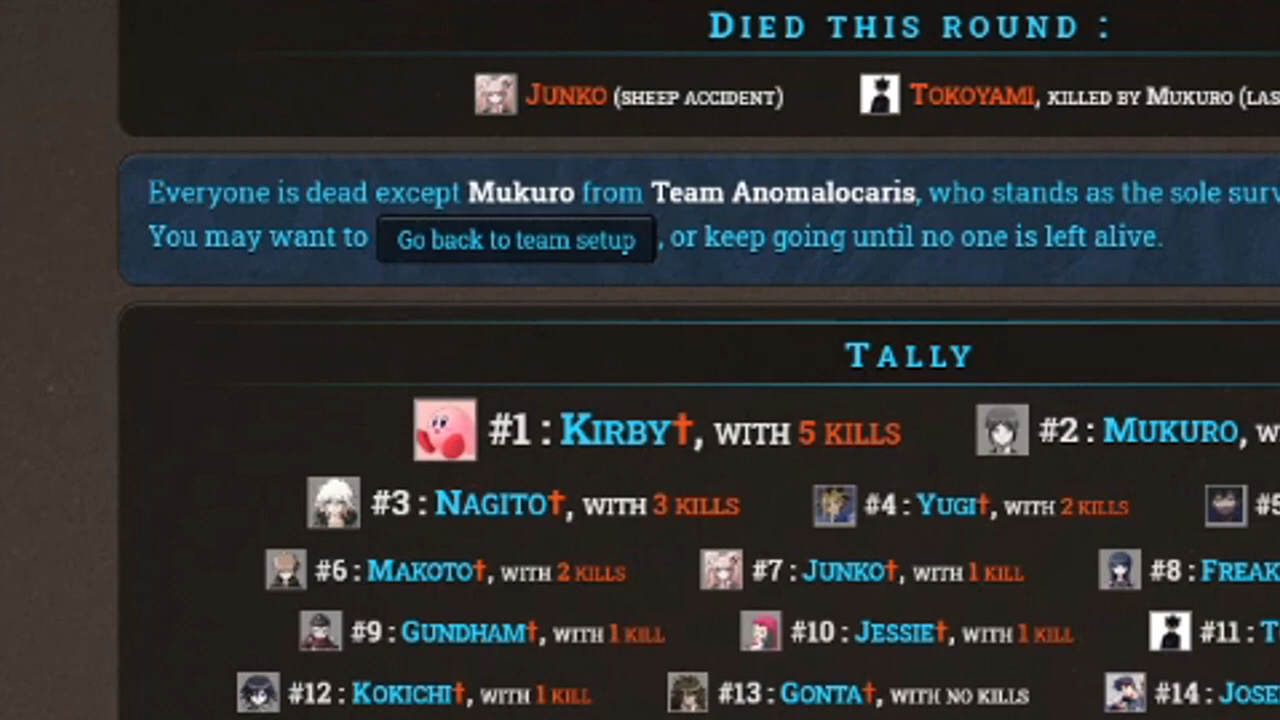 DIED THIS ROUND :
JUNKO (SHEEP ACCIDENT) TOKOYAMI, KILLED BY MUKURO
Everyone is dead except Mukuro from Team Anomalocaris, who stands as the sole
You may want to Go back to team setup, or keep going until no one is left alive.
TALLY
#1 : KIRBY†, WITH 5 KILLS #2 : MUKURO,
#3 : NAGITO†, WITH 3 KILLS #4 : YUGI†, WITH 2 KILLS #5
#6 : MAKOTO†, WITH 2 KILLS #7 : JUNKO†, WITH 1 KILL #8 : FREAK
#9 : GUNDHAM†, WITH 1 KILL #10 : JESSIE†, WITH 1 KILL #11 : T
#12 : KOKICHI†, WITH 1 KILL #13 : GONTA†, WITH NO KILLS #14 : JOSE